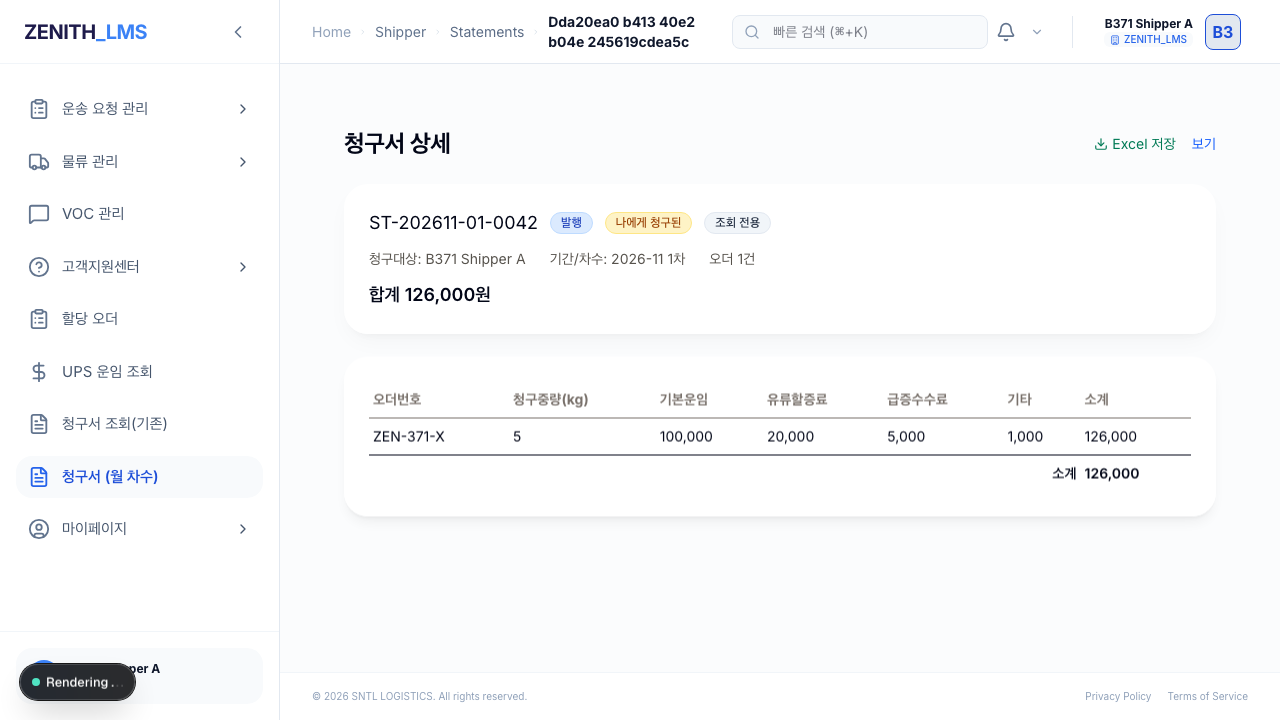 ZENITH_LMS
Home › Shipper › Statements › Dda20ea0 b413 40e2 b04e 245619cdea5c
빠른 검색 (⌘+K)
B371 Shipper A
ZENITH_LMS
B3
운송 요청 관리
물류 관리
VOC 관리
고객지원센터
할당 오더
UPS 운임 조회
청구서 조회(기존)
청구서 (월 차수)
마이페이지
per A
Rendering ...
청구서 상세
Excel 저장 보기
ST-202611-01-0042 발행 나에게 청구된 조회 전용
청구대상: B371 Shipper A 기간/차수: 2026-11 1차 오더 1건
합계 126,000원
오더번호 청구중량(kg) 기본운임 유류할증료 급증수수료 기타 소계
ZEN-371-X 5 100,000 20,000 5,000 1,000 126,000
소계 126,000
© 2026 SNTL LOGISTICS. All rights reserved.
Privacy Policy Terms of Service